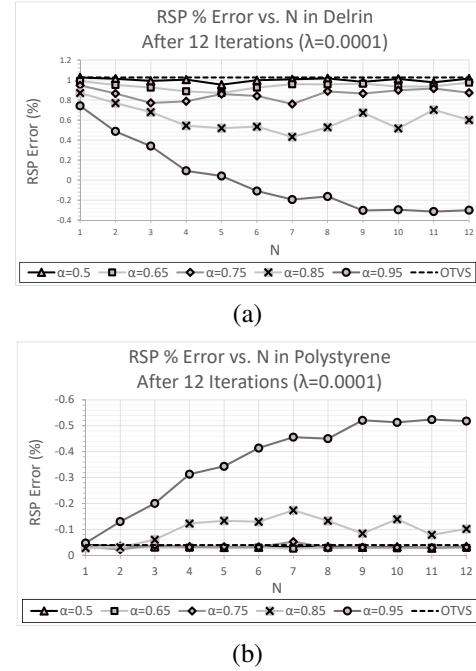 RSP % Error vs. N in Delrin
After 12 Iterations (λ=0.0001)
RSP Error (%)
1.2
1
0.8
0.6
0.4
0.2
0
-0.2
-0.4
1 2 3 4 5 6 7 8 9 10 11 12
N
α=0.5 α=0.65 α=0.75 α=0.85 α=0.95 OTVS
(a)
RSP % Error vs. N in Polystyrene
After 12 Iterations (λ=0.0001)
RSP Error (%)
-0.6
-0.5
-0.4
-0.3
-0.2
-0.1
0
1 2 3 4 5 6 7 8 9 10 11 12
N
α=0.5 α=0.65 α=0.75 α=0.85 α=0.95 OTVS
(b)